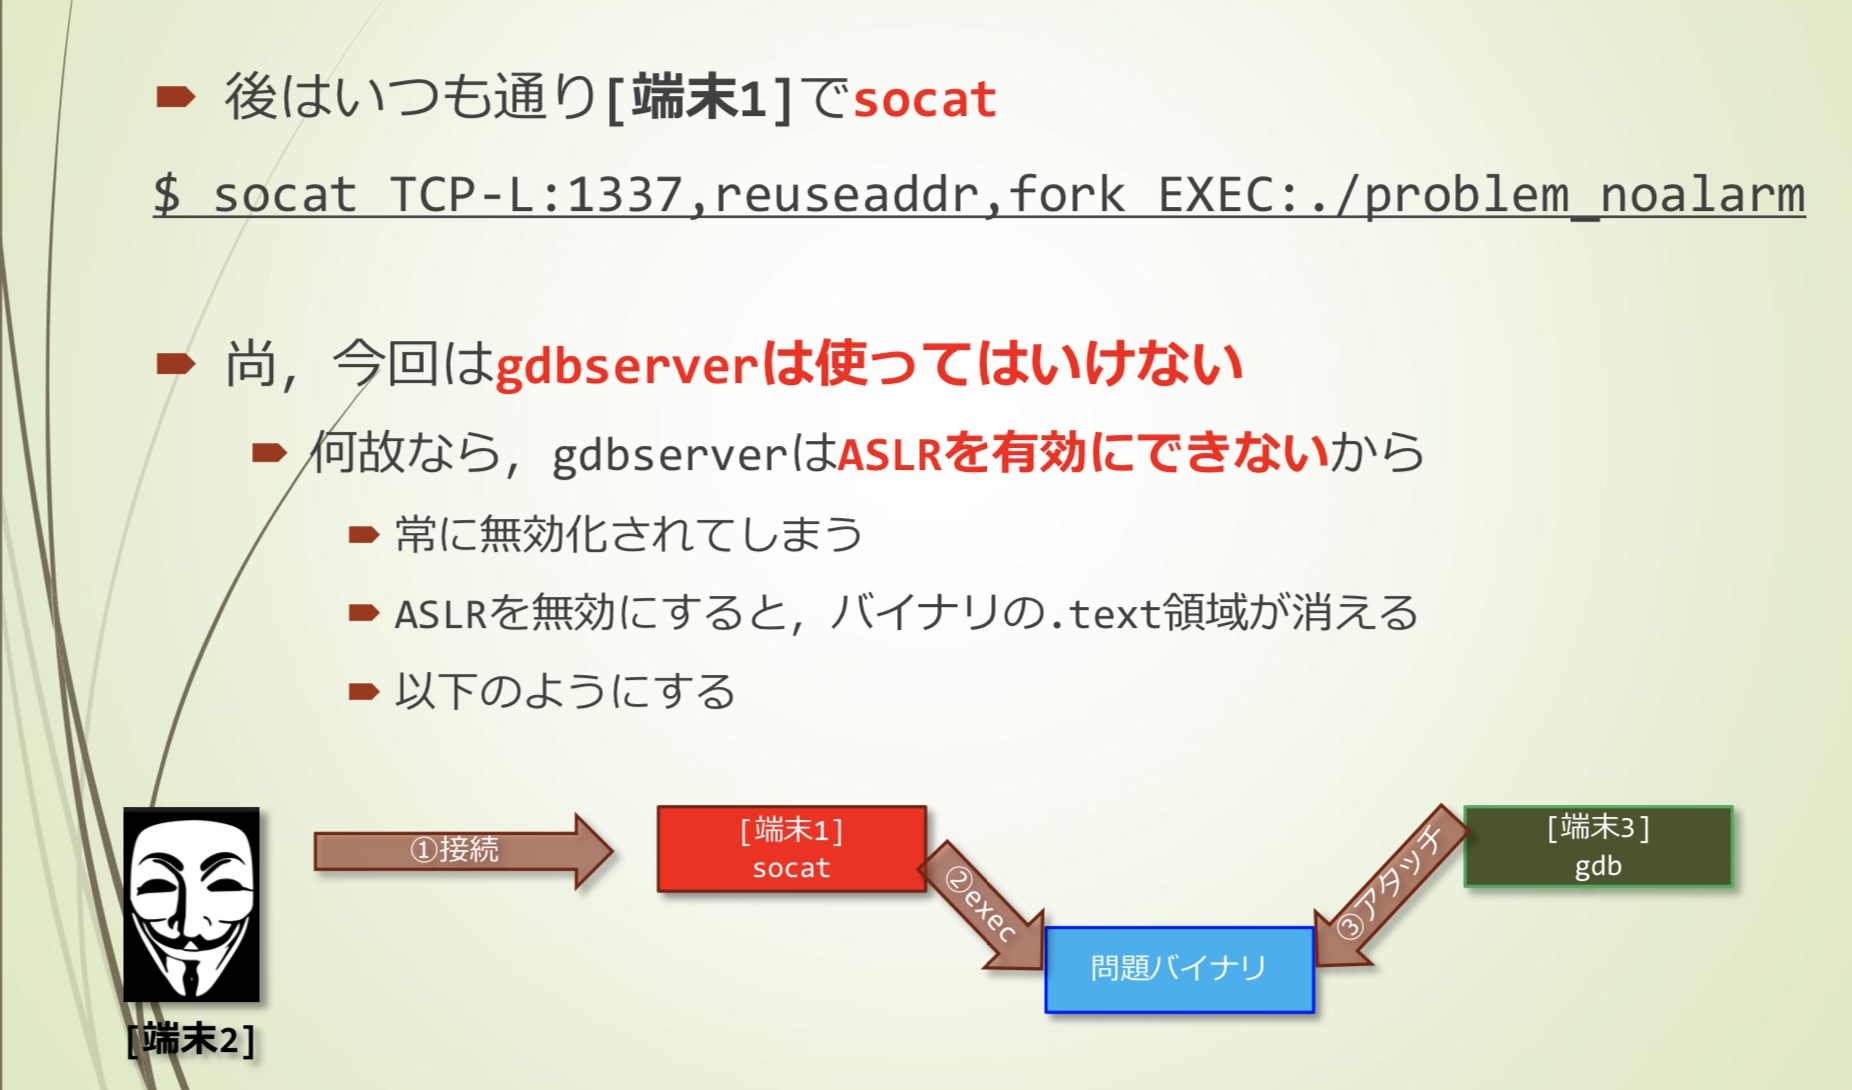 後はいつも通り[端末1]でsocat
$ socat TCP-L:1337,reuseaddr,fork EXEC:./problem_noalarm
尚，今回はgdbserverは使ってはいけない
何故なら，gdbserverはASLRを有効にできないから
常に無効化されてしまう
ASLRを無効にすると，バイナリの.text領域が消える
以下のようにする
①接続
[端末1]
socat
②exec
③アタッチ
[端末3]
gdb
問題バイナリ
[端末2]